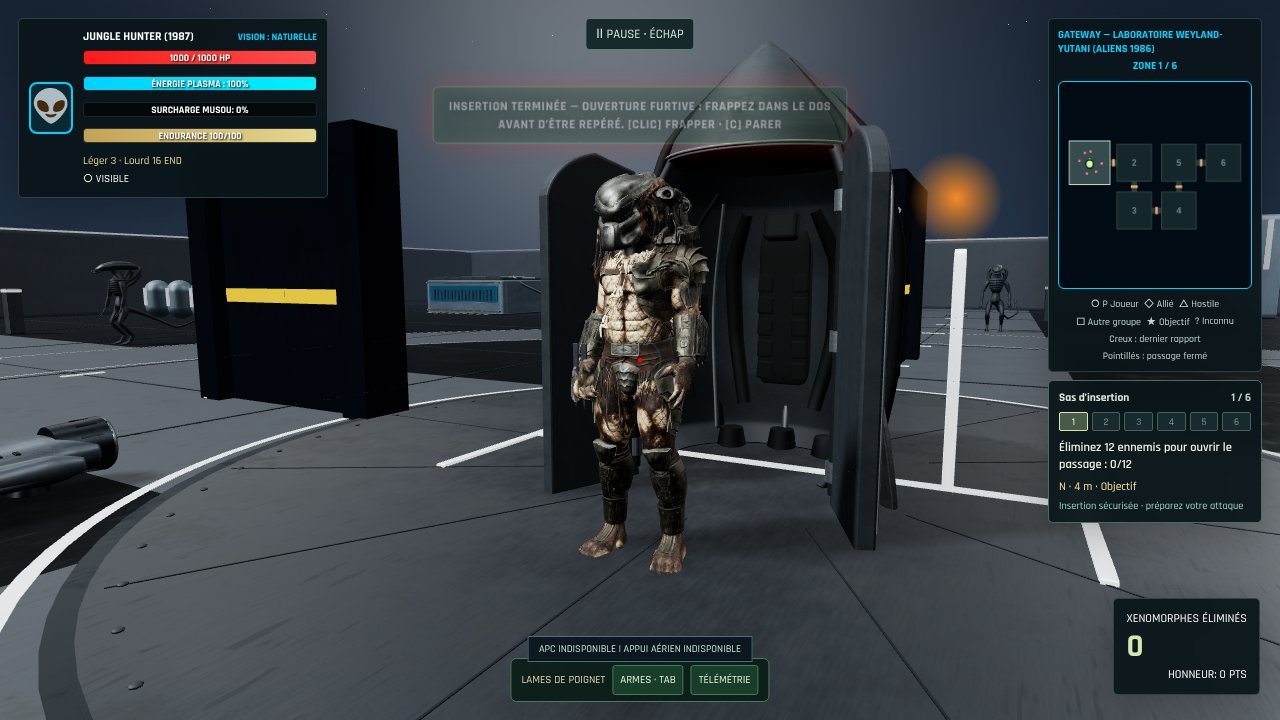 JUNGLE HUNTER (1987)
VISION : NATURELLE
1000 / 1000 HP
ÉNERGIE PLASMA : 100%
SURCHARGE MUSOU: 0%
ENDURANCE 100/100
Léger 3 · Lourd 16 END
VISIBLE
II PAUSE · ÉCHAP
INSERTION TERMINÉE — OUVERTURE FURTIVE : FRAPPEZ DANS LE DOS
AVANT D'ÊTRE REPÉRÉ. [CLIC] FRAPPER · [C] PARER
GATEWAY — LABORATOIRE WEYLAND-
YUTANI (ALIENS 1986)
ZONE 1 / 6
2 5 6
3 4
P Joueur Allié Hostile
Autre groupe Objectif ? Inconnu
Creux : dernier rapport
Pointillés : passage fermé
Sas d'insertion 1 / 6
1 2 3 4 5 6
Éliminez 12 ennemis pour ouvrir le
passage : 0/12
N · 4 m · Objectif
Insertion sécurisée · préparez votre attaque
XENOMORPHES ÉLIMINÉS
0
HONNEUR: 0 PTS
APC INDISPONIBLE | APPUI AÉRIEN INDISPONIBLE
LAMES DE POIGNET ARMES · TAB TÉLÉMÉTRIE